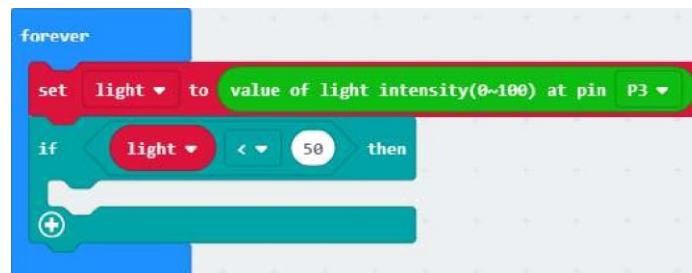 forever
set light to value of light intensity(0~100) at pin P3
if light < 50 then